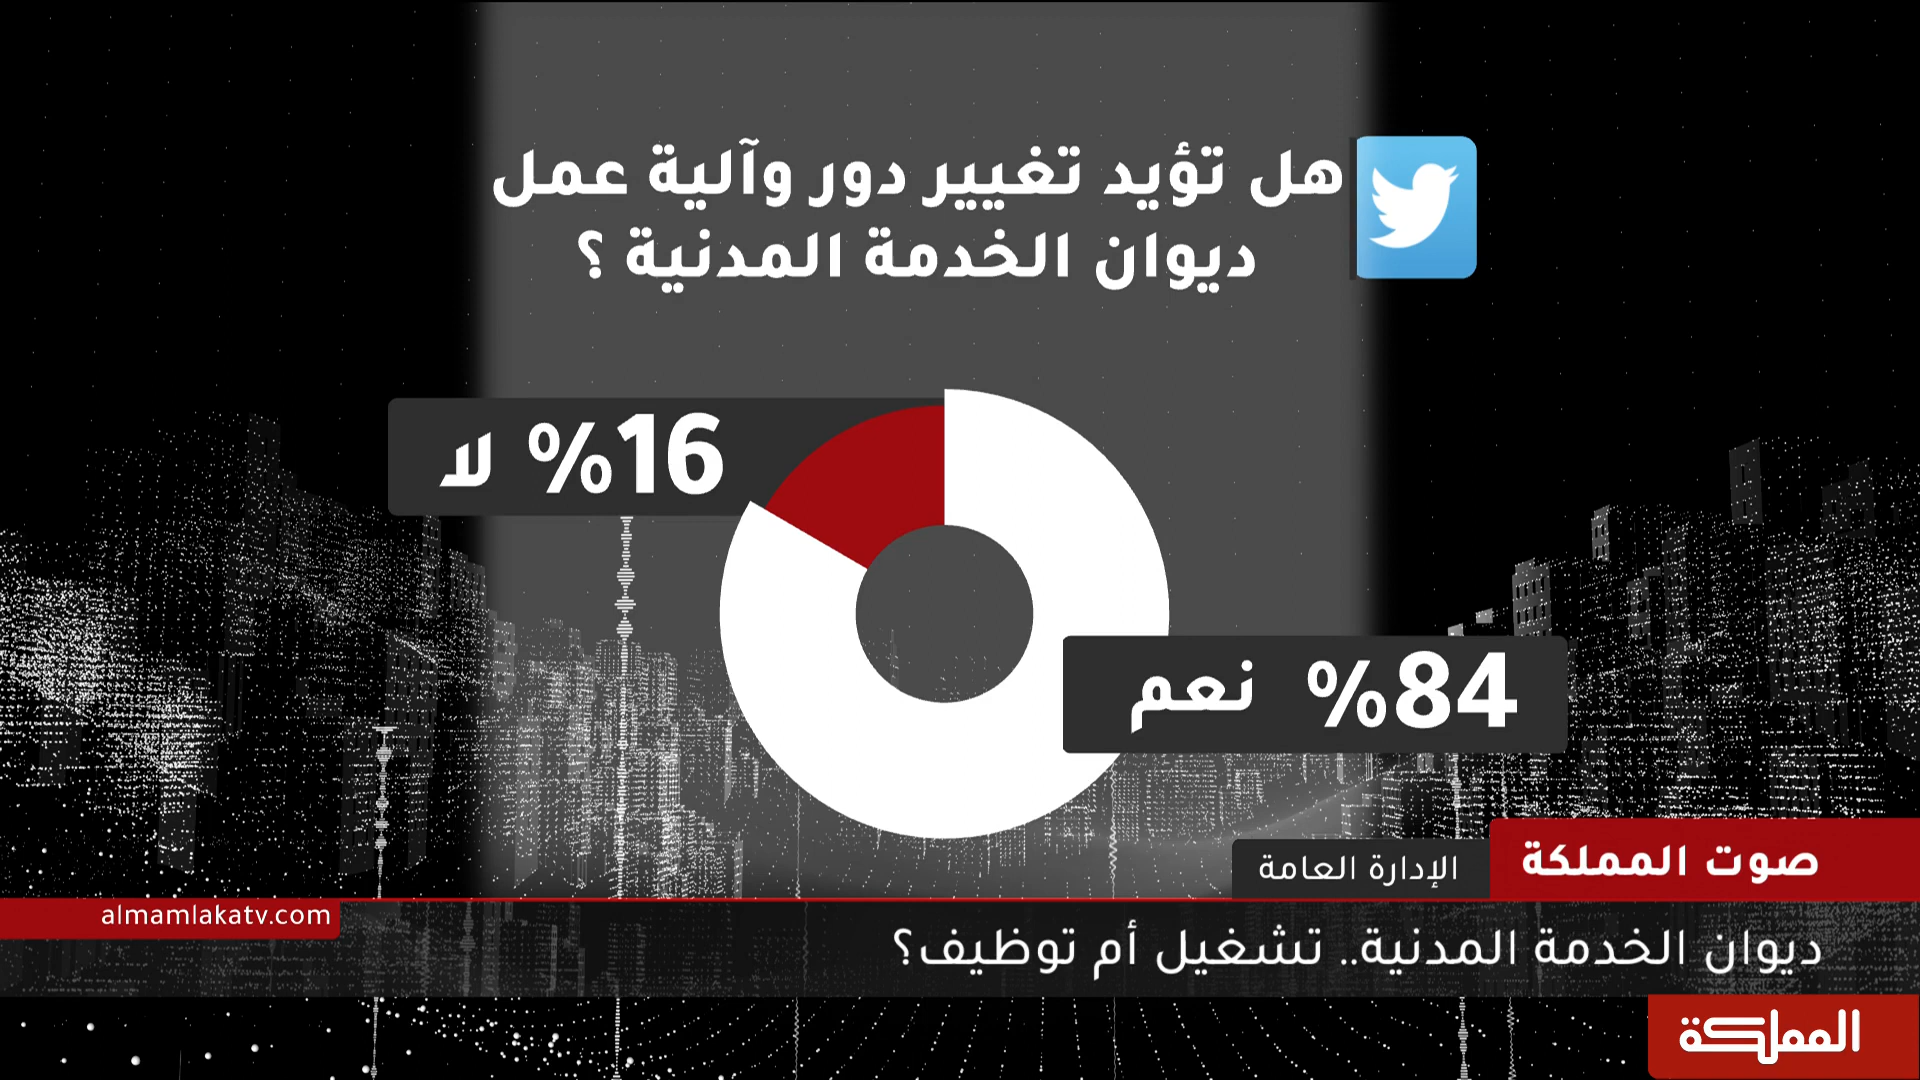 هل تؤيد تغيير دور وآلية عمل
ديوان الخدمة المدنية ؟
%16 لا
%84 نعم
صوت المملكة
الإدارة العامة
almamlakatv.com
ديوان الخدمة المدنية.. تشغيل أم توظيف؟
المملكة